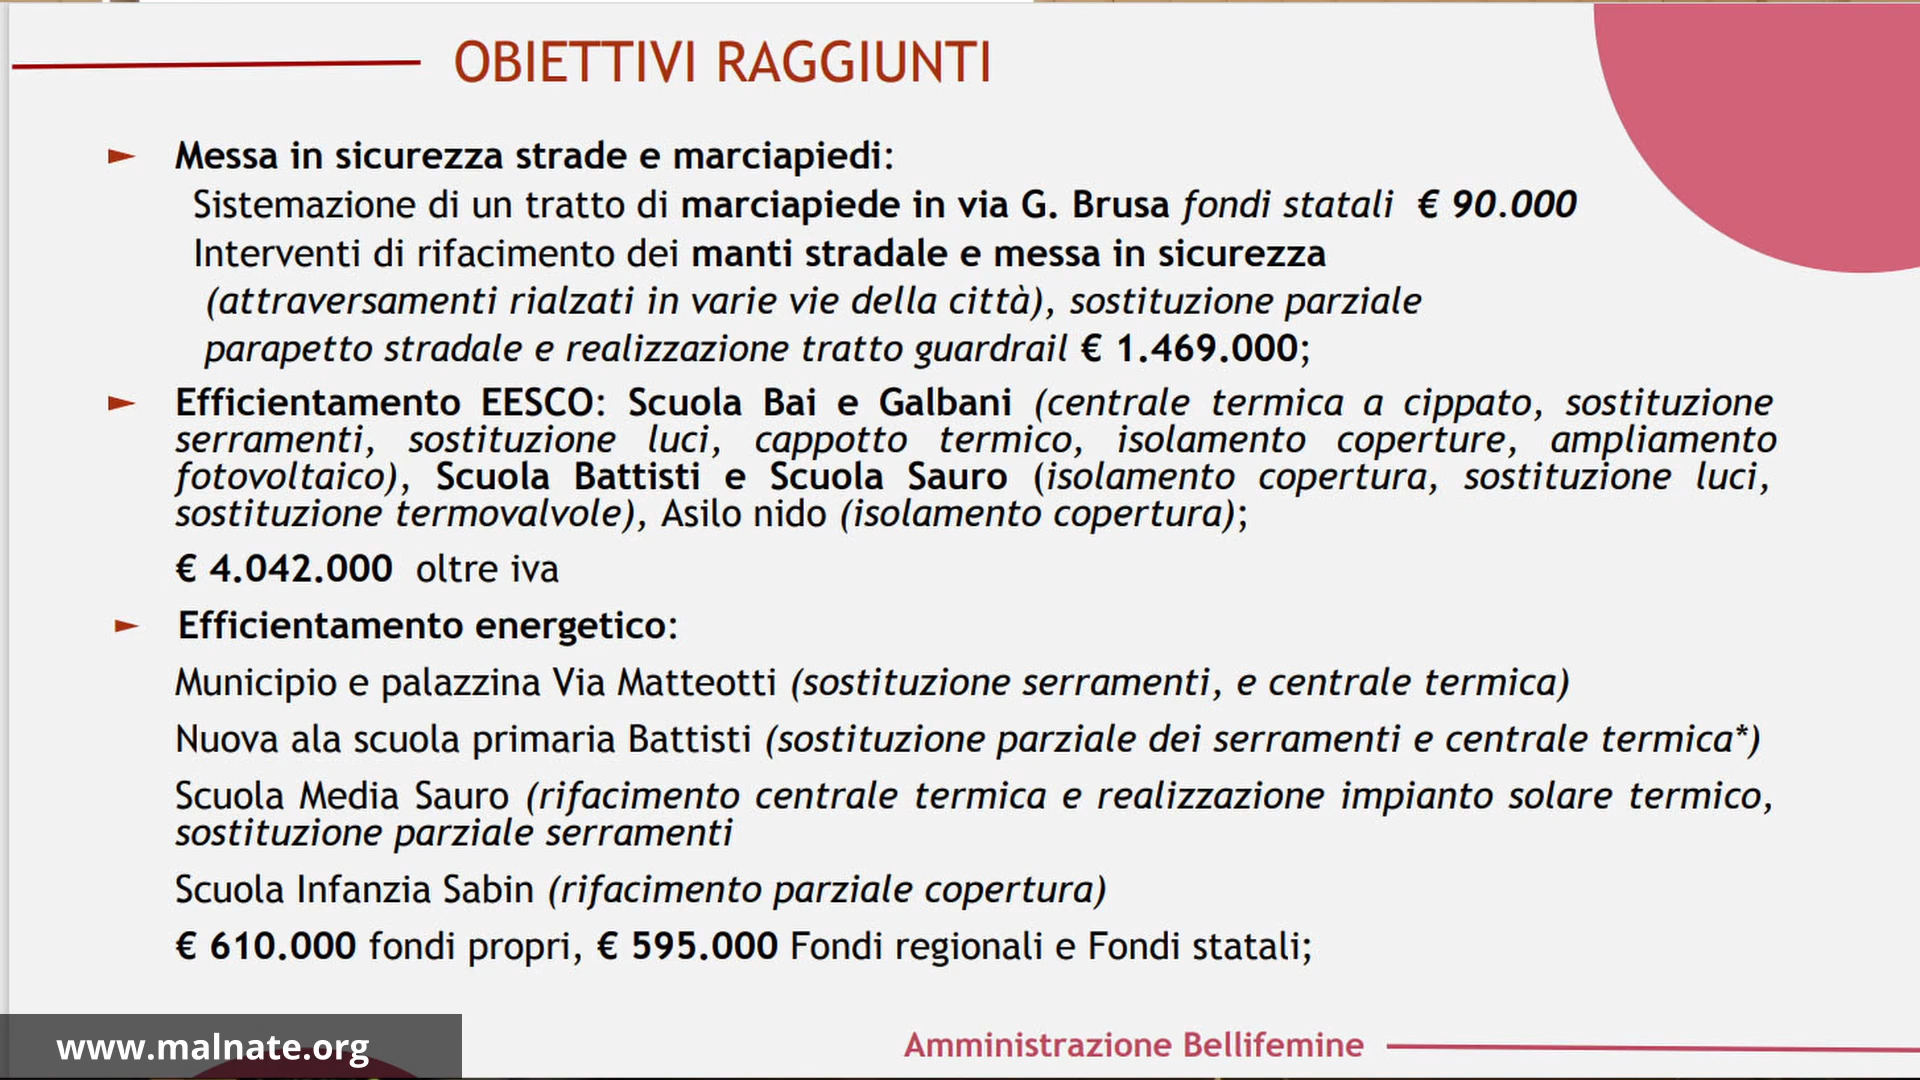 OBIETTIVI RAGGIUNTI
► Messa in sicurezza strade e marciapiedi:
Sistemazione di un tratto di marciapiede in via G. Brusa fondi statali € 90.000
Interventi di rifacimento dei manti stradale e messa in sicurezza
(attraversamenti rialzati in varie vie della città), sostituzione parziale
parapetto stradale e realizzazione tratto guardrail € 1.469.000;
► Efficientamento EESCO: Scuola Bai e Galbani (centrale termica a cippato, sostituzione
serramenti, sostituzione luci, cappotto termico, isolamento coperture, ampliamento
fotovoltaico), Scuola Battisti e Scuola Sauro (isolamento copertura, sostituzione luci,
sostituzione termovalvole), Asilo nido (isolamento copertura);
€ 4.042.000 oltre iva
► Efficientamento energetico:
Municipio e palazzina Via Matteotti (sostituzione serramenti, e centrale termica)
Nuova ala scuola primaria Battisti (sostituzione parziale dei serramenti e centrale termica*)
Scuola Media Sauro (rifacimento centrale termica e realizzazione impianto solare termico,
sostituzione parziale serramenti
Scuola Infanzia Sabin (rifacimento parziale copertura)
€ 610.000 fondi propri, € 595.000 Fondi regionali e Fondi statali;
www.malnate.org
Amministrazione Bellifemine